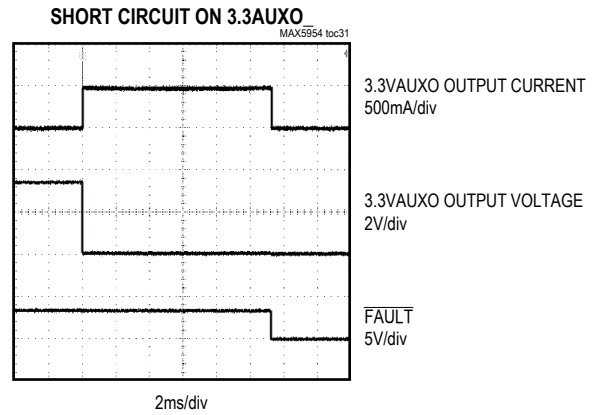 SHORT CIRCUIT ON 3.3AUXO_
MAX5954 toc31
3.3VAUXO OUTPUT CURRENT
500mA/div
3.3VAUXO OUTPUT VOLTAGE
2V/div
FAULT
5V/div
2ms/div